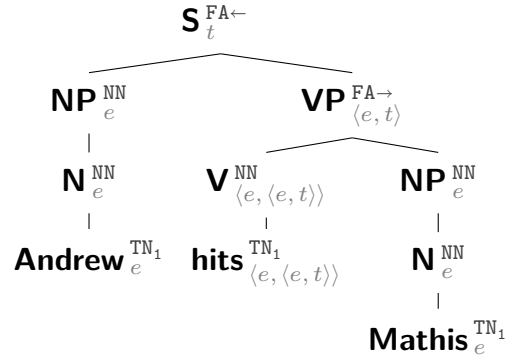 S FA← t
NP NN e VP FA→ ⟨e, t⟩
N NN e V NN ⟨e, ⟨e, t⟩⟩ NP NN e
Andrew TN₁ e hits TN₁ ⟨e, ⟨e, t⟩⟩ N NN e
Mathis TN₁ e